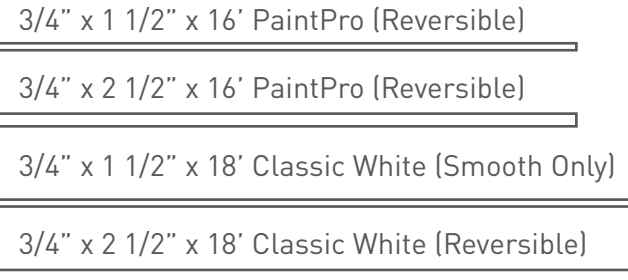 3/4” x 1 1/2” x 16’ PaintPro (Reversible)
3/4” x 2 1/2” x 16’ PaintPro (Reversible)
3/4” x 1 1/2” x 18’ Classic White (Smooth Only)
3/4” x 2 1/2” x 18’ Classic White (Reversible)